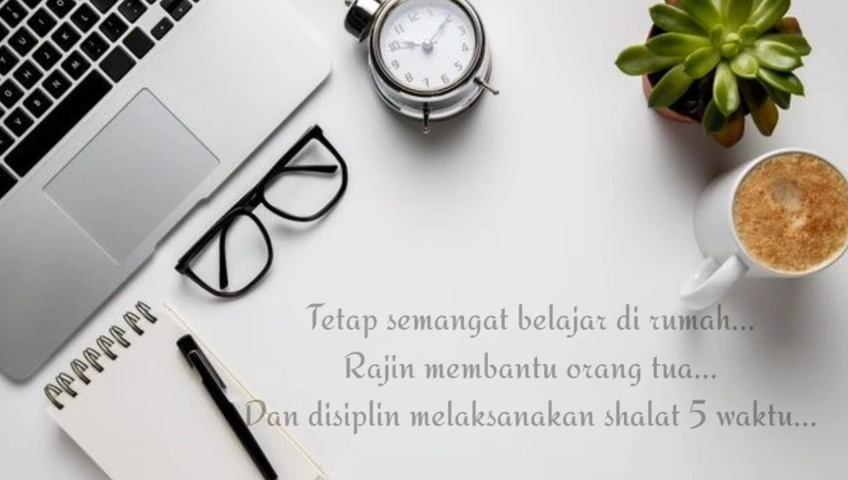 Tetap semangat belajar di rumah...
Rajin membantu orang tua...
Dan disiplin melaksanakan shalat 5 waktu...